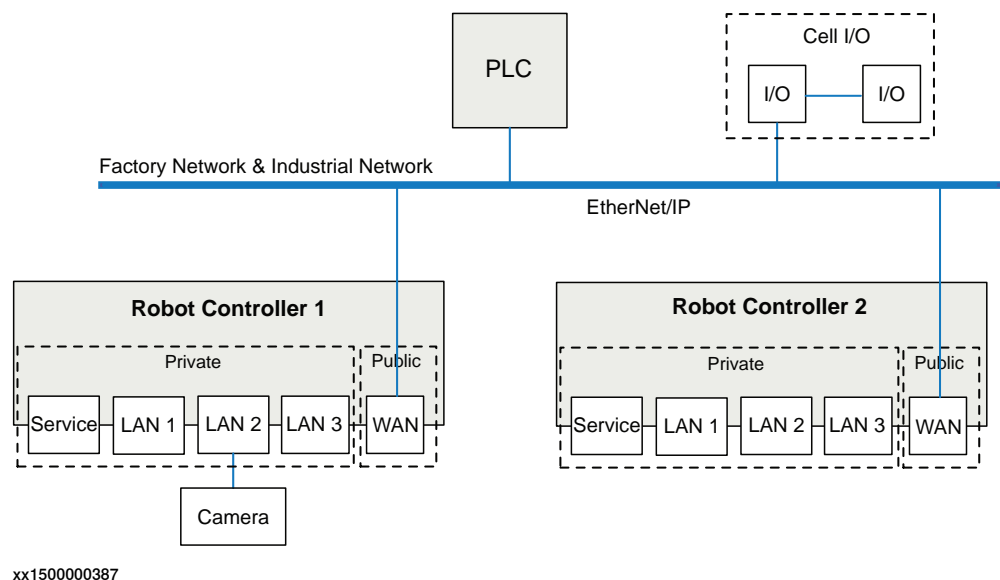 PLC
Cell I/O
I/O
I/O
Factory Network & Industrial Network
EtherNet/IP
Robot Controller 1
Private
Public
Service
LAN 1
LAN 2
LAN 3
WAN
Camera
Robot Controller 2
Private
Public
Service
LAN 1
LAN 2
LAN 3
WAN
xx1500000387